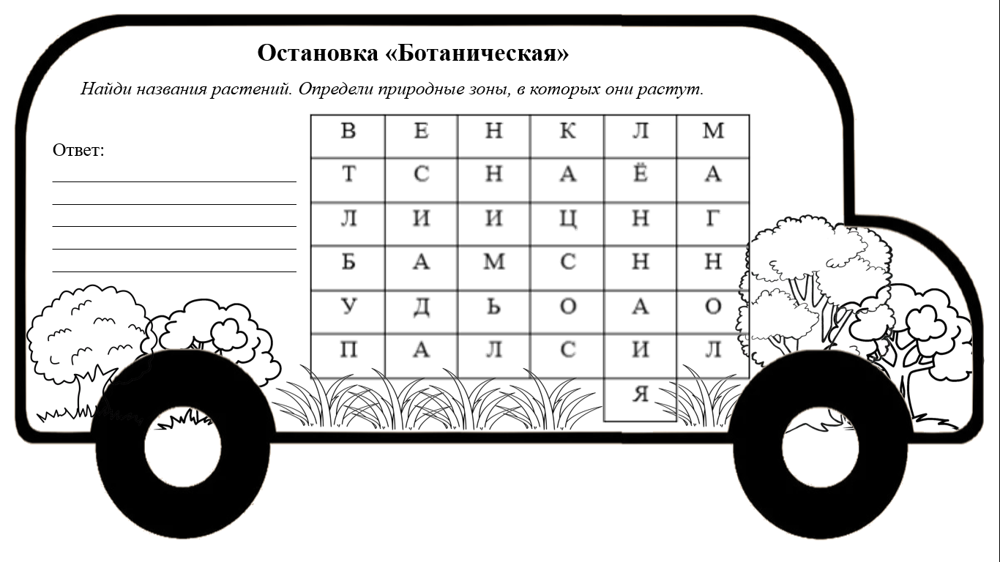 Остановка «Ботаническая»
Найди названия растений. Определи природные зоны, в которых они растут.
Ответ:
В Е Н К Л М
Т С Н А Ё А
Л И И Ц Н Г
Б А М С Н Н
У Д Ь О А О
П А Л С И Л
Я